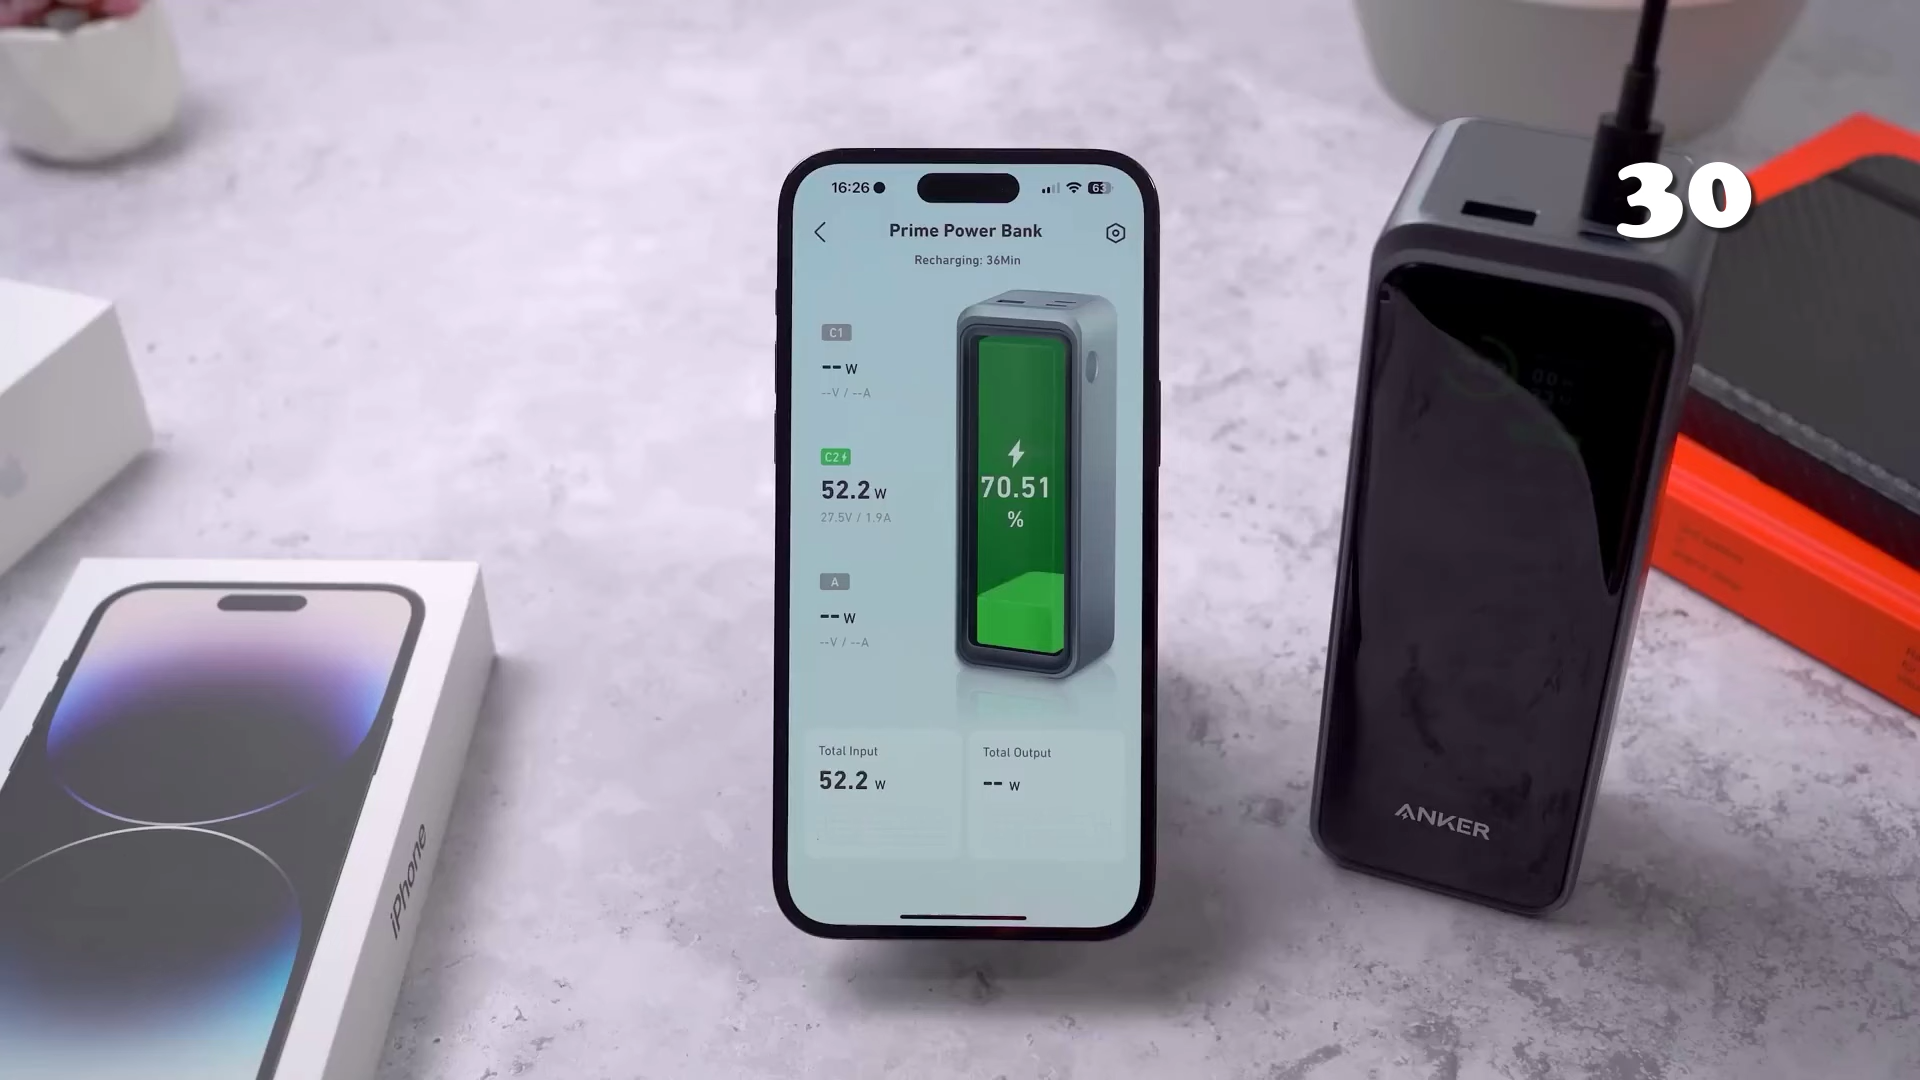 16:26
63
Prime Power Bank
Recharging: 36Min
C1
-- W
--V / --A
C2
52.2 W
27.5V / 1.9A
A
-- W
--V / --A
70.51
%
Total Input
52.2 W
Total Output
-- W
30
ANKER
iPhone